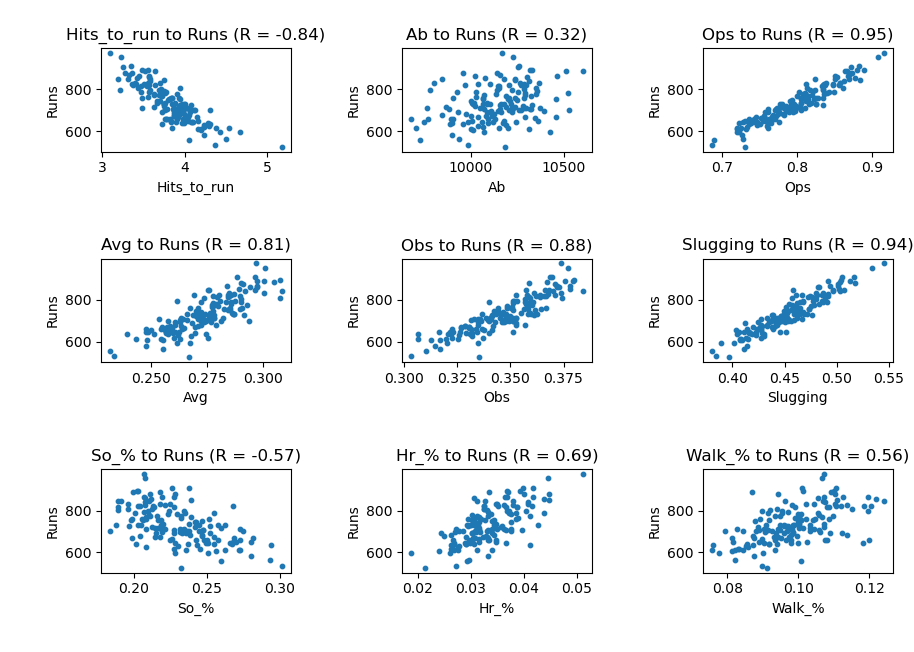 Hits_to_run to Runs (R = -0.84)
Runs
800
600
3 4 5
Hits_to_run
Ab to Runs (R = 0.32)
Runs
800
600
10000 10500
Ab
Ops to Runs (R = 0.95)
Runs
800
600
0.7 0.8 0.9
Ops
Avg to Runs (R = 0.81)
Runs
800
600
0.250 0.275 0.300
Avg
Obs to Runs (R = 0.88)
Runs
800
600
0.300 0.325 0.350 0.375
Obs
Slugging to Runs (R = 0.94)
Runs
800
600
0.40 0.45 0.50 0.55
Slugging
So_% to Runs (R = -0.57)
Runs
800
600
0.20 0.25 0.30
So_%
Hr_% to Runs (R = 0.69)
Runs
800
600
0.02 0.03 0.04 0.05
Hr_%
Walk_% to Runs (R = 0.56)
Runs
800
600
0.08 0.10 0.12
Walk_%